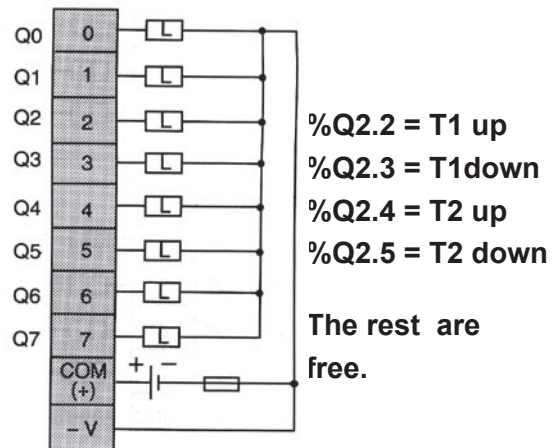 Q0 0 L
Q1 1 L
Q2 2 L
%Q2.2 = T1 up
Q3 3 L
%Q2.3 = T1down
Q4 4 L
%Q2.4 = T2 up
Q5 5 L
%Q2.5 = T2 down
Q6 6 L
Q7 7 L
The rest are
free.
COM + −
(+)
− V